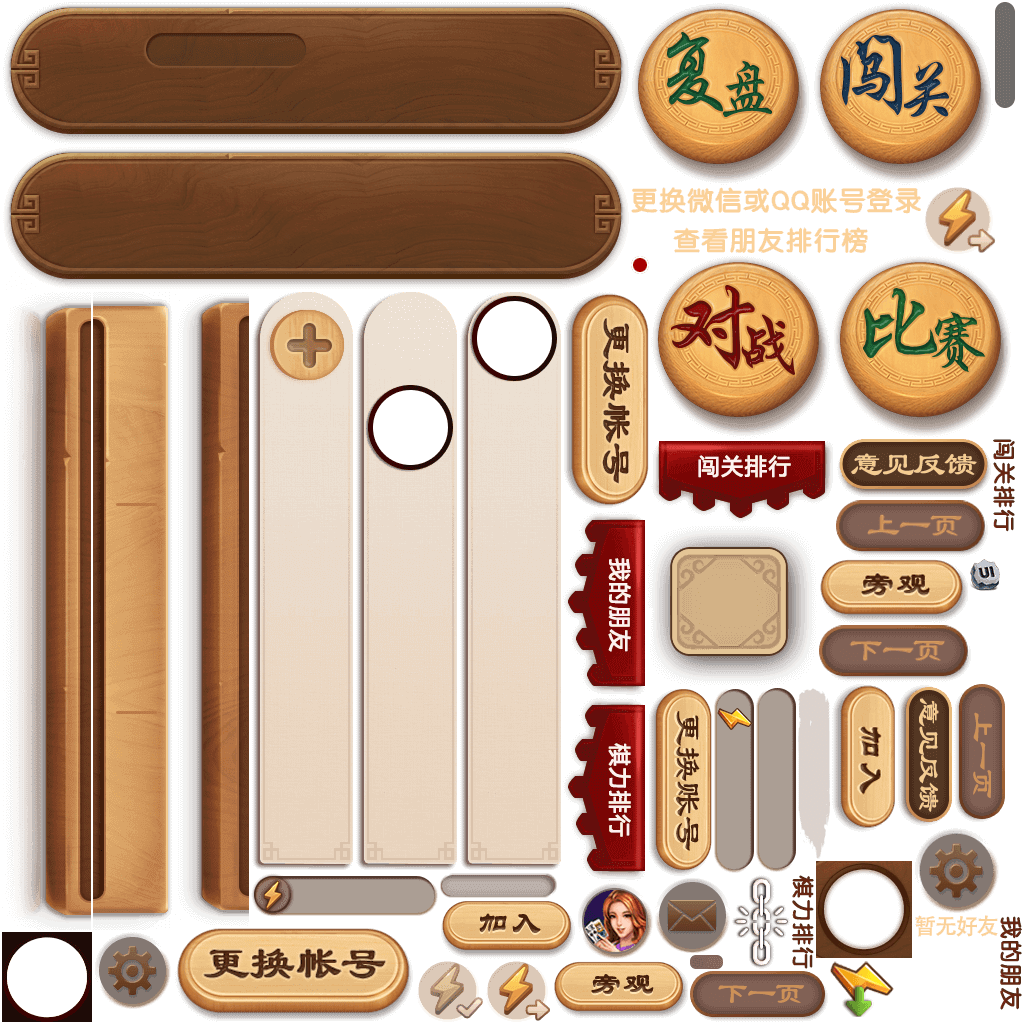 复盘
闯关
更换微信或QQ账号登录
查看朋友排行榜
对战
比赛
更换帐号
闯关排行
意见反馈
闯关排行
上一页
我的朋友
旁观
UI
下一页
棋力排行
更换账号
加入
意见反馈
上一页
加入
棋力排行
暂无好友
我的朋友
更换帐号
旁观
下一页